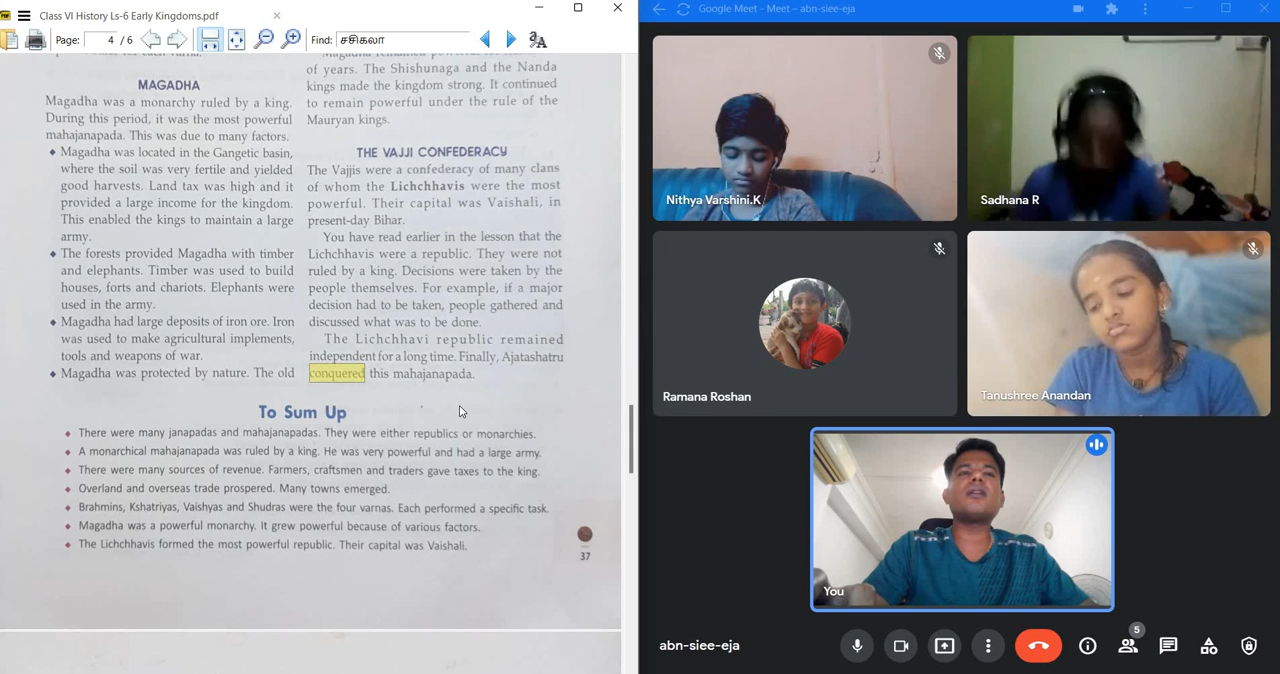 Class VI History Ls-6 Early Kingdoms.pdf
Page: 4 / 6
Find:
MAGADHA
Magadha was a monarchy ruled by a king.
During this period, it was the most powerful
mahajanapada. This was due to many factors.
Magadha was located in the Gangetic basin,
where the soil was very fertile and yielded
good harvests. Land tax was high and it
provided a large income for the kingdom.
This enabled the kings to maintain a large
army.
The forests provided Magadha with timber
and elephants. Timber was used to build
houses, forts and chariots. Elephants were
used in the army.
Magadha had large deposits of iron ore. Iron
was used to make agricultural implements,
tools and weapons of war.
Magadha was protected by nature. The old
of years. The Shishunaga and the Nanda
kings made the kingdom strong. It continued
to remain powerful under the rule of the
Mauryan kings.
THE VAJJI CONFEDERACY
The Vajjis were a confederacy of many clans
of whom the Lichchhavis were the most
powerful. Their capital was Vaishali, in
present-day Bihar.
You have read earlier in the lesson that the
Lichchhavis were a republic. They were not
ruled by a king. Decisions were taken by the
people themselves. For example, if a major
decision had to be taken, people gathered and
discussed what was to be done.
The Lichchhavi republic remained
independent for a long time. Finally, Ajatashatru
conquered this mahajanapada.
To Sum Up
There were many janapadas and mahajanapadas. They were either republics or monarchies.
A monarchical mahajanapada was ruled by a king. He was very powerful and had a large army.
There were many sources of revenue. Farmers, craftsmen and traders gave taxes to the king.
Overland and overseas trade prospered. Many towns emerged.
Brahmins, Kshatriyas, Vaishyas and Shudras were the four varnas. Each performed a specific task.
Magadha was a powerful monarchy. It grew powerful because of various factors.
The Lichchhavis formed the most powerful republic. Their capital was Vaishali.
37
Google Meet - Meet – abn-siee-eja
Nithya Varshini.K
Sadhana R
Ramana Roshan
Tanushree Anandan
You
abn-siee-eja
5